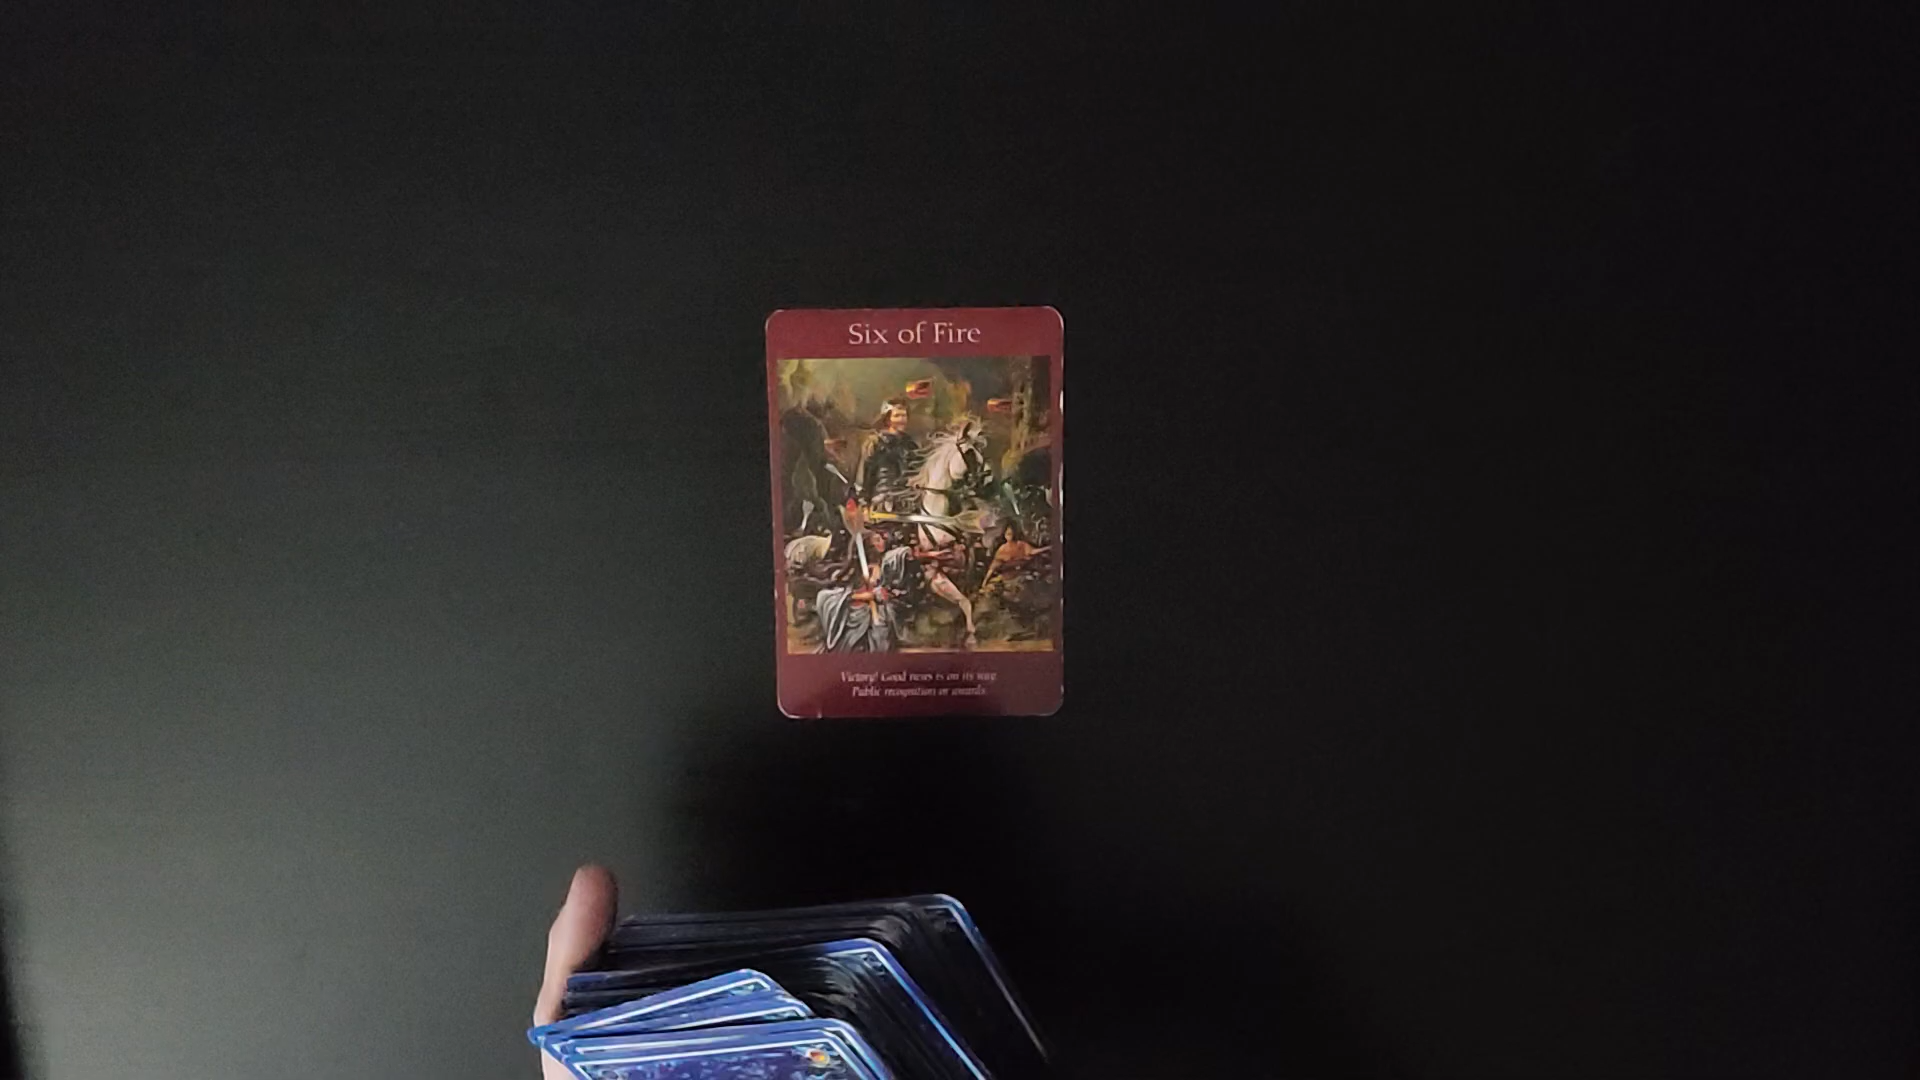 Six of Fire
Victory! Good news is on its way.
Public recognition or awards.